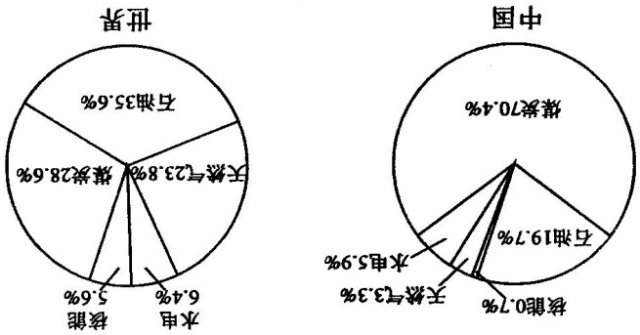 核能
5.6%
水电
6.4%
煤炭28.6%
天然气23.8%
石油35.6%
世界
核能0.7%
天然气3.3%
水电5.9%
石油19.7%
煤炭70.4%
中国